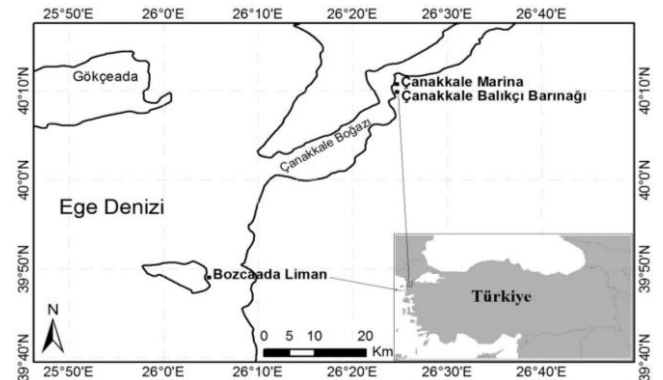 25°50'E 26°0'E 26°10'E 26°20'E 26°30'E 26°40'E
Gökçeada
Çanakkale Marina
Çanakkale Balıkçı Barınağı
40°10'N
40°10'N
Çanakkale Boğazı
40°0'N
40°0'N
Ege Denizi
39°50'N
39°50'N
Bozcaada Liman
Türkiye
N
0 5 10 20
Km
39°40'N
39°40'N
25°50'E 26°0'E 26°10'E 26°20'E 26°30'E 26°40'E